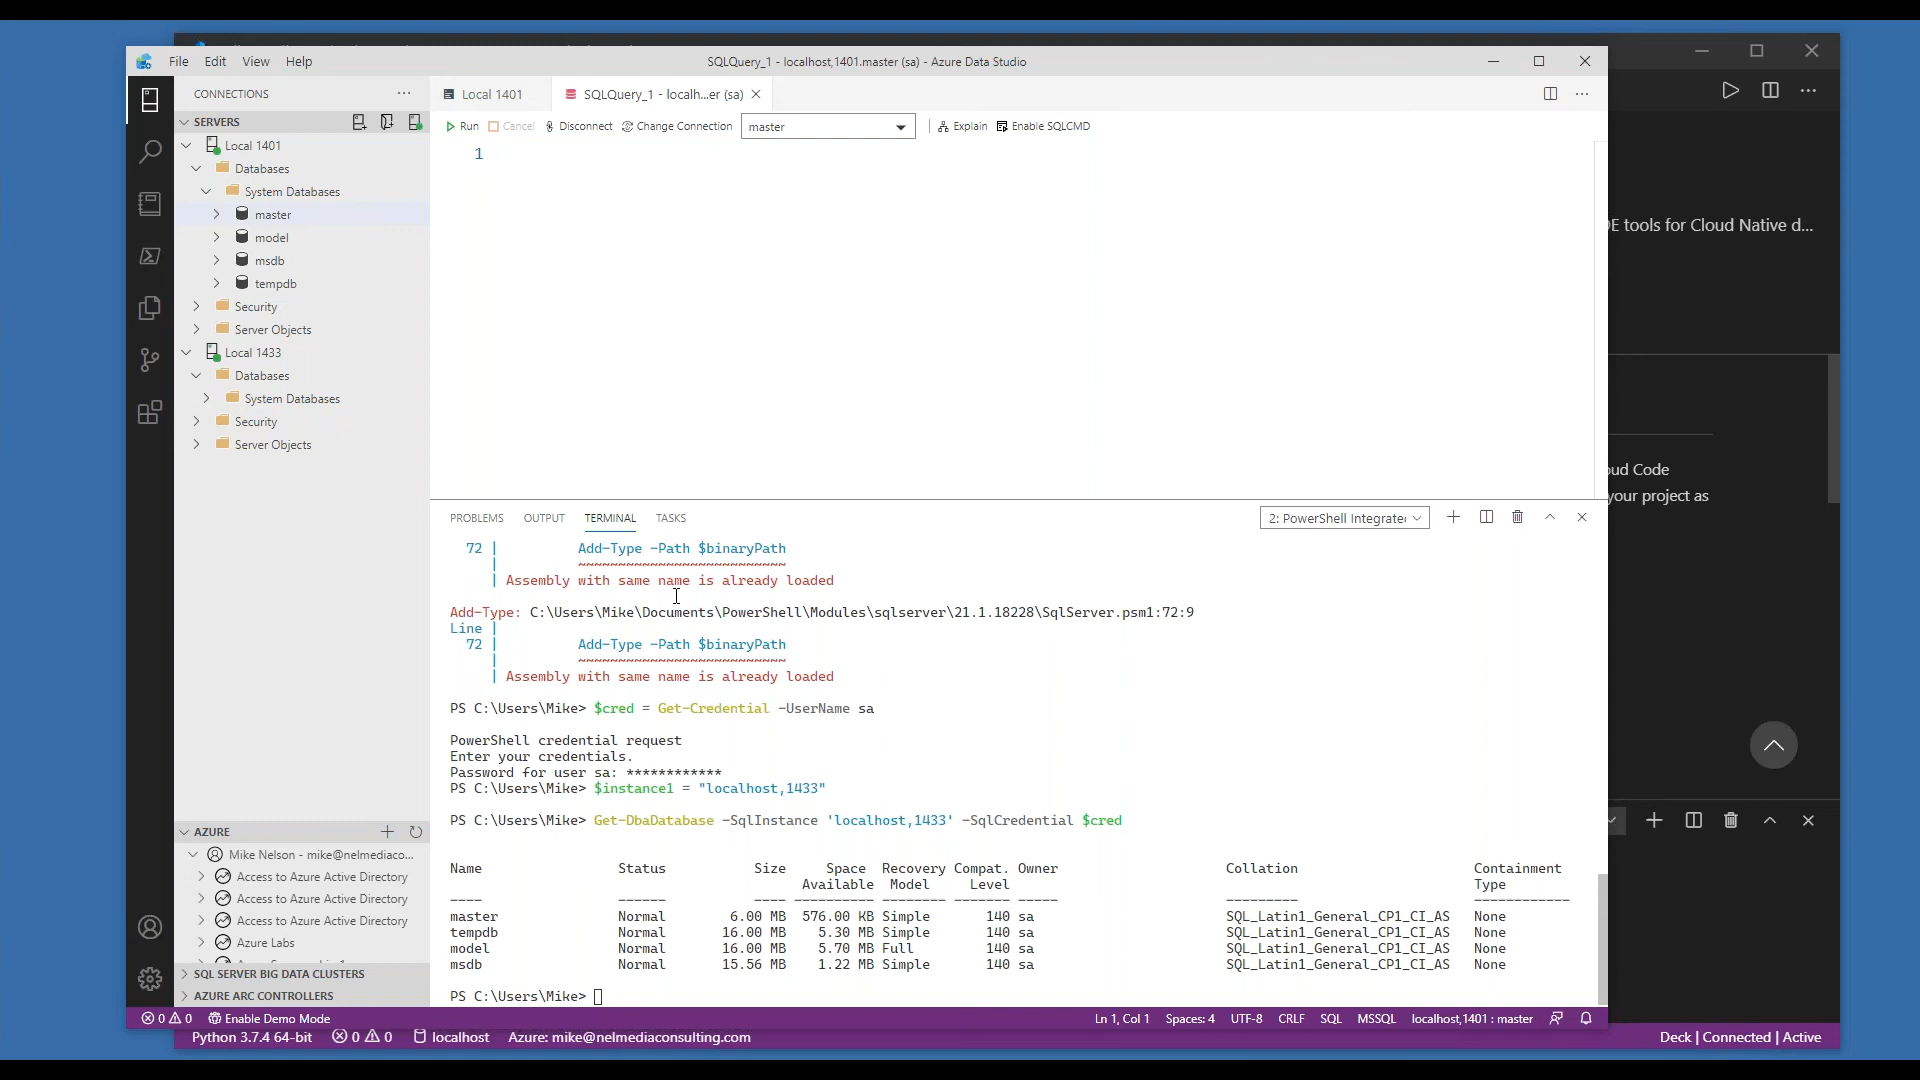 File Edit View Help
SQLQuery_1 - localhost,1401.master (sa) - Azure Data Studio
CONNECTIONS
Local 1401
SQLQuery_1 - localh...er (sa)
SERVERS
Run Cancel Disconnect Change Connection master Explain Enable SQLCMD
1
Local 1401
Databases
System Databases
master
model
msdb
tempdb
Security
Server Objects
Local 1433
Databases
System Databases
Security
Server Objects
E tools for Cloud Native d...
oud Code
your project as
PROBLEMS OUTPUT TERMINAL TASKS
2: PowerShell Integrate
72 | Add-Type -Path $binaryPath
| ~~~~~~~~~~~~~~~~~~~~~~~~~~
| Assembly with same name is already loaded
Add-Type: C:\Users\Mike\Documents\PowerShell\Modules\sqlserver\21.1.18228\SqlServer.psm1:72:9
Line |
72 | Add-Type -Path $binaryPath
| ~~~~~~~~~~~~~~~~~~~~~~~~~~
| Assembly with same name is already loaded
PS C:\Users\Mike> $cred = Get-Credential -UserName sa
PowerShell credential request
Enter your credentials.
Password for user sa: ************
PS C:\Users\Mike> $instance1 = "localhost,1433"
PS C:\Users\Mike> Get-DbaDatabase -SqlInstance 'localhost,1433' -SqlCredential $cred
Name Status Size Space Recovery Compat. Owner Collation Containment
Available Model Level Type
---- ------ ---- --------- -------- ------- ----- --------- ------------
master Normal 6.00 MB 576.00 KB Simple 140 sa SQL_Latin1_General_CP1_CI_AS None
tempdb Normal 16.00 MB 5.30 MB Simple 140 sa SQL_Latin1_General_CP1_CI_AS None
model Normal 16.00 MB 5.70 MB Full 140 sa SQL_Latin1_General_CP1_CI_AS None
msdb Normal 15.56 MB 1.22 MB Simple 140 sa SQL_Latin1_General_CP1_CI_AS None
PS C:\Users\Mike>
AZURE
Mike Nelson - mike@nelmediaco...
Access to Azure Active Directory
Access to Azure Active Directory
Access to Azure Active Directory
Azure Labs
SQL SERVER BIG DATA CLUSTERS
AZURE ARC CONTROLLERS
0 0 Enable Demo Mode
Ln 1, Col 1 Spaces: 4 UTF-8 CRLF SQL MSSQL localhost,1401 : master
Python 3.7.4 64-bit 0 0 localhost Azure: mike@nelmediaconsulting.com
Deck | Connected | Active